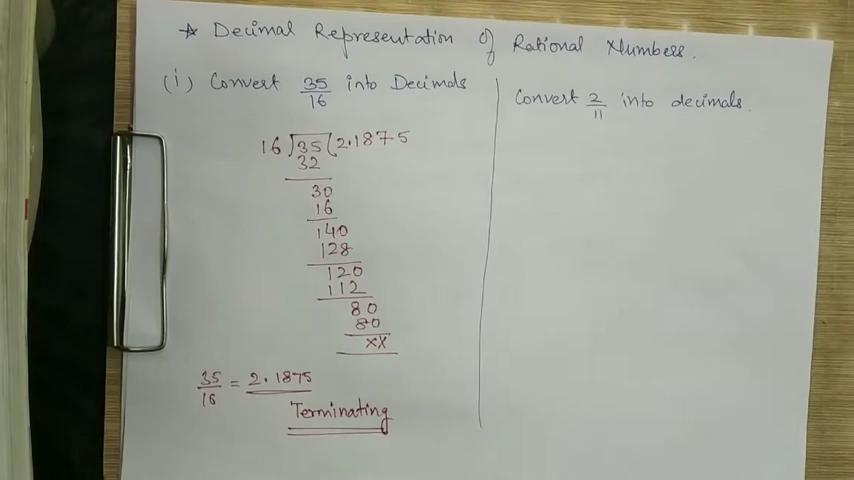 * Decimal Representation of Rational Numbers.
(i) Convert 35/16 into Decimals
16)35(2.1875
32
30
16
140
128
120
112
80
80
xx
35/16 = 2.1875
Terminating
Convert 2/11 into decimals.